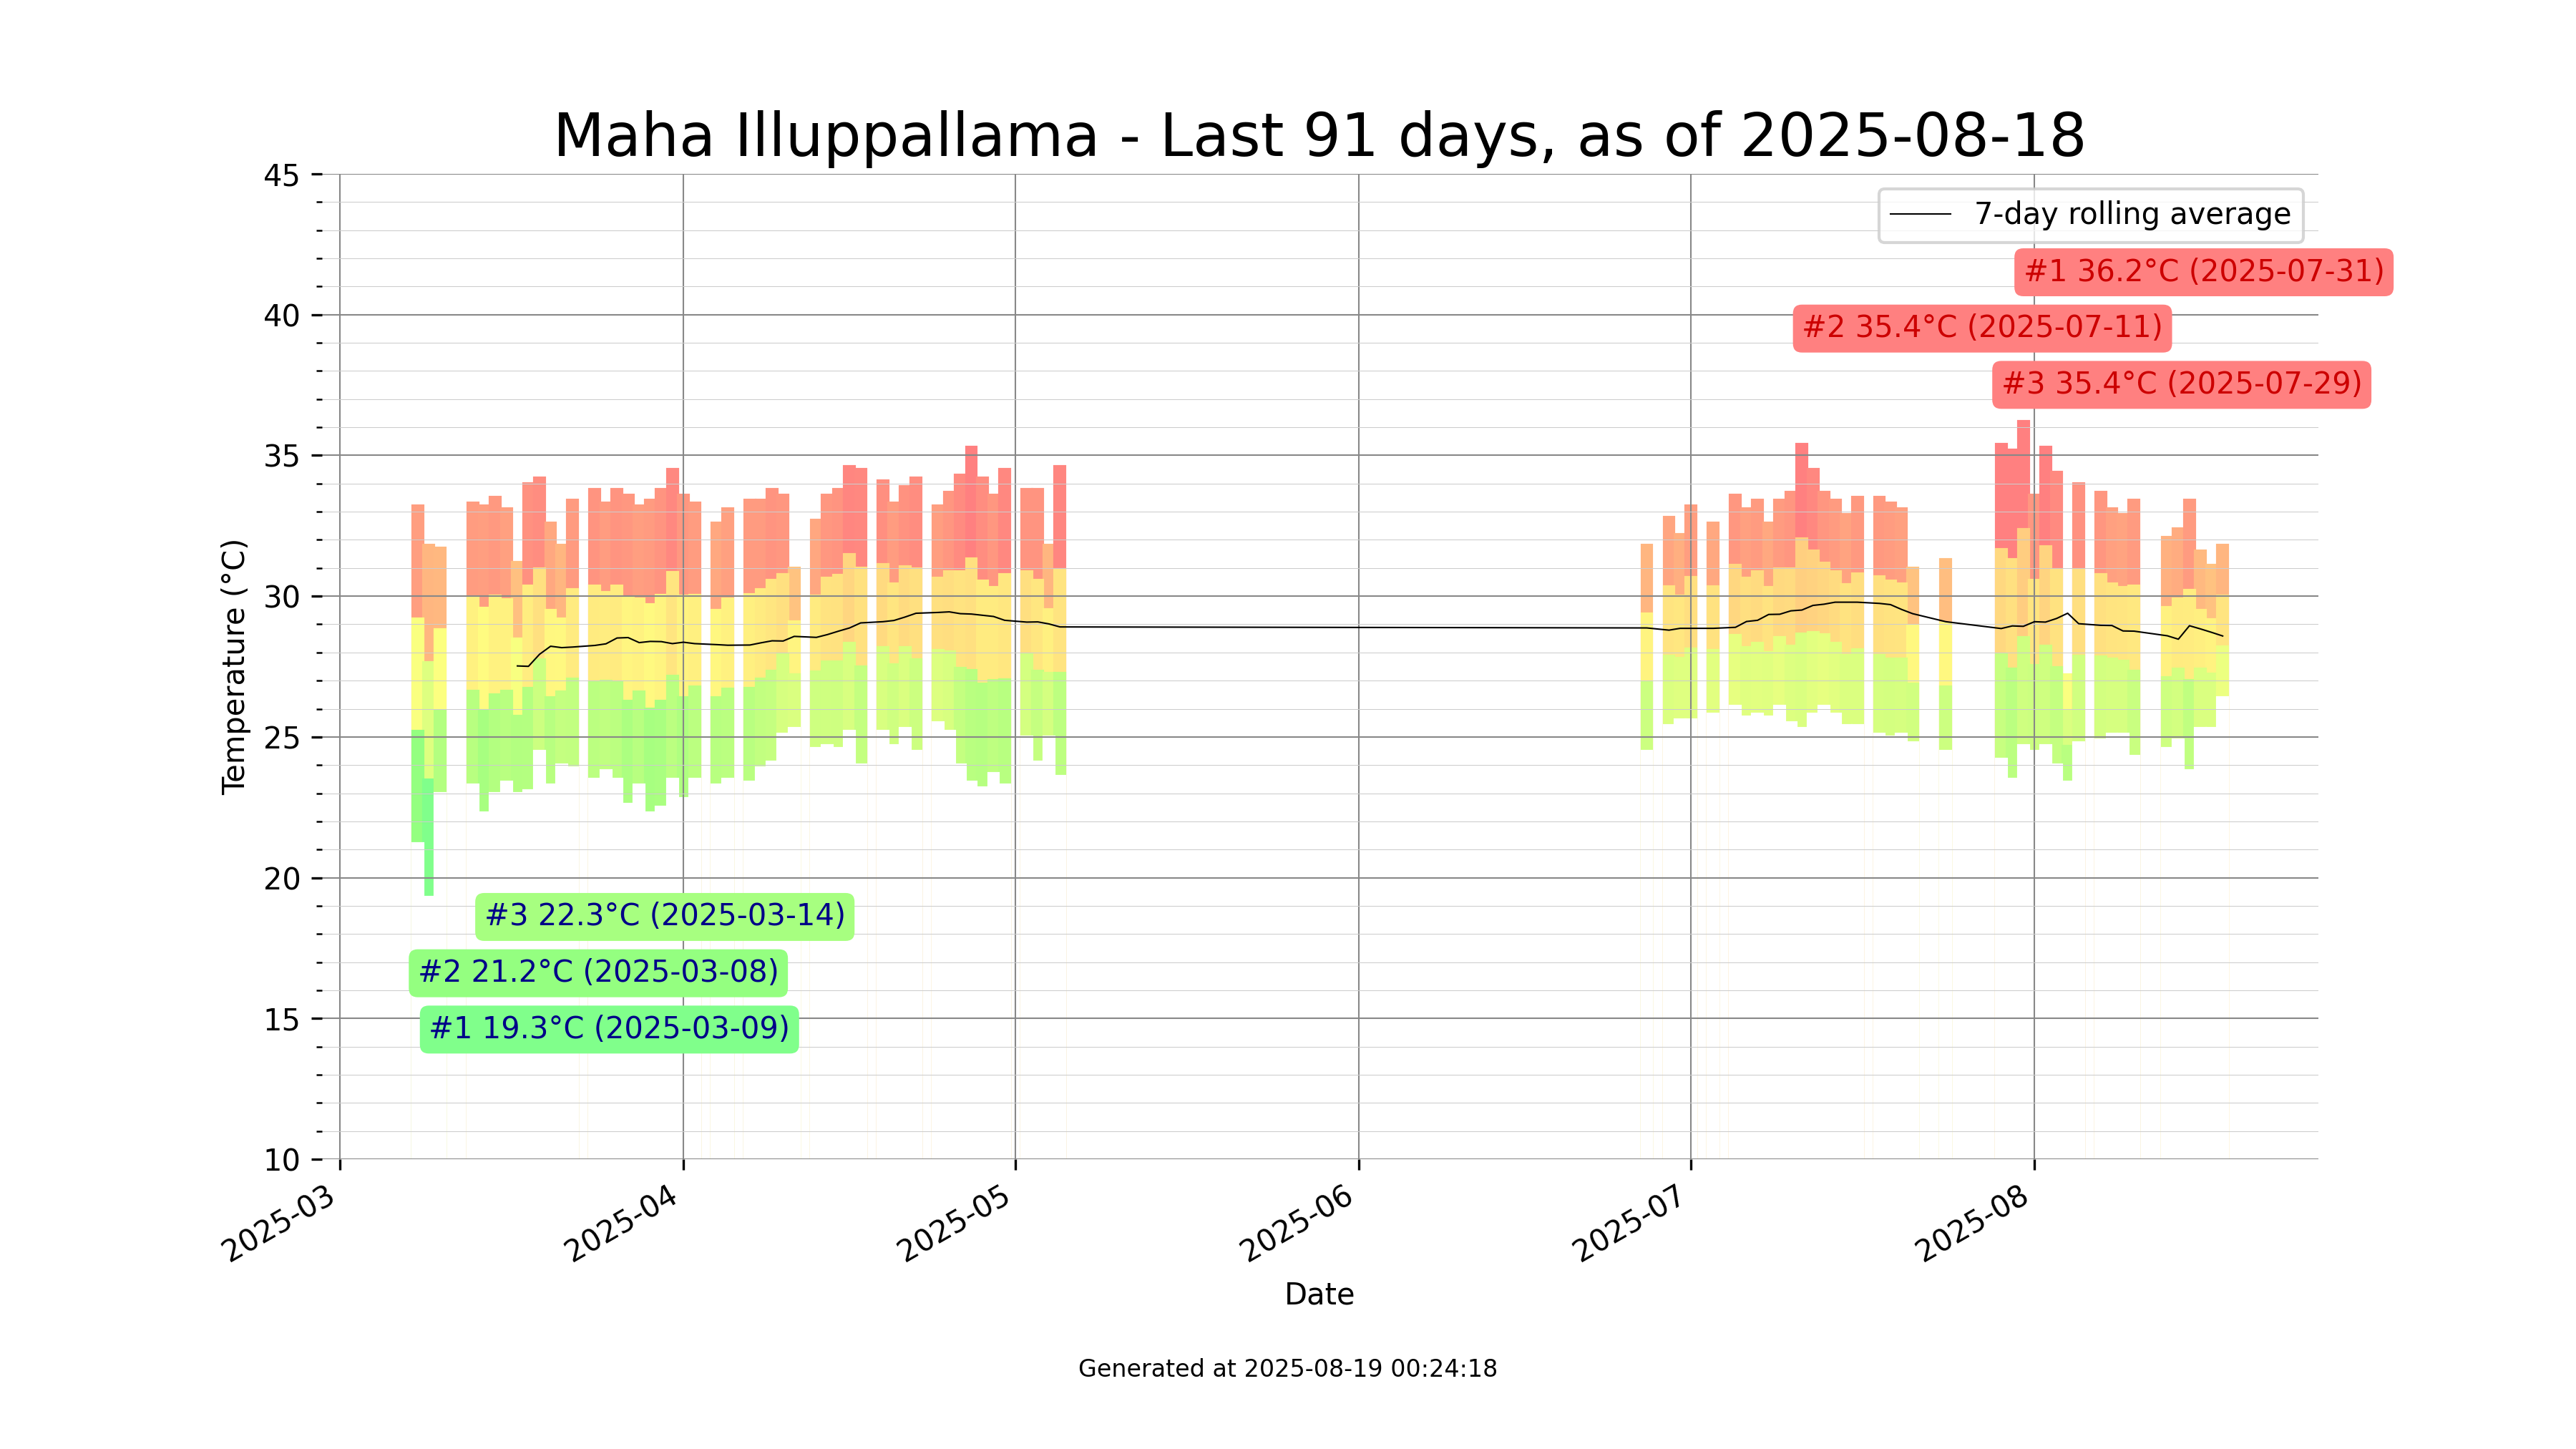 Maha Illuppallama - Last 91 days, as of 2025-08-18
7-day rolling average
#1 36.2°C (2025-07-31)
#2 35.4°C (2025-07-11)
#3 35.4°C (2025-07-29)
45
40
35
30
25
20
15
10
Temperature (°C)
#3 22.3°C (2025-03-14)
#2 21.2°C (2025-03-08)
#1 19.3°C (2025-03-09)
2025-03
2025-04
2025-05
2025-06
2025-07
2025-08
Date
Generated at 2025-08-19 00:24:18